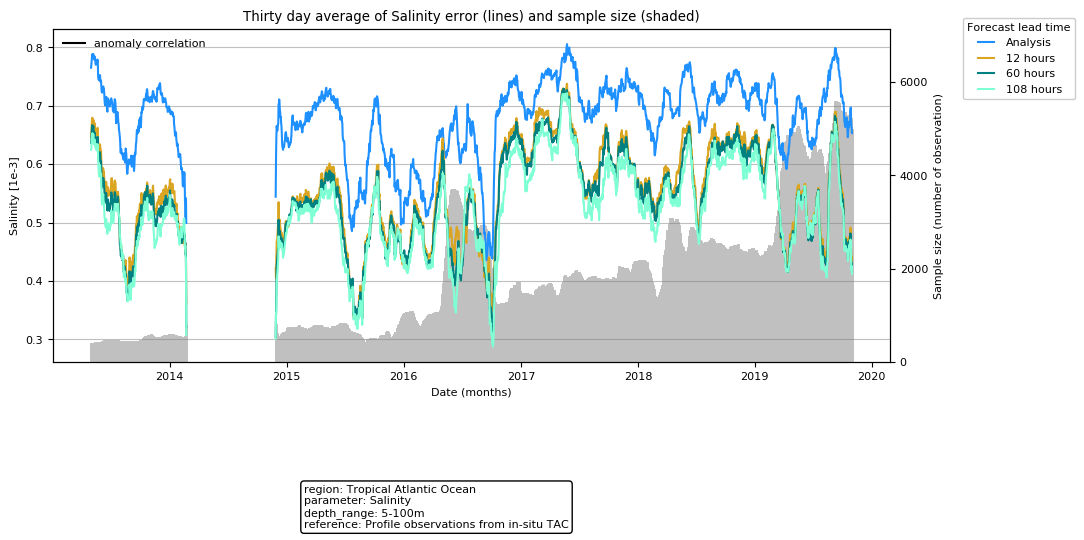 Thirty day average of Salinity error (lines) and sample size (shaded)
Forecast lead time
Analysis
12 hours
60 hours
108 hours
anomaly correlation
0.8
0.7
0.6
0.5
0.4
0.3
Salinity [1e-3]
6000
4000
2000
0
Sample size (number of observation)
2014 2015 2016 2017 2018 2019 2020
Date (months)
region: Tropical Atlantic Ocean
parameter: Salinity
depth_range: 5-100m
reference: Profile observations from in-situ TAC